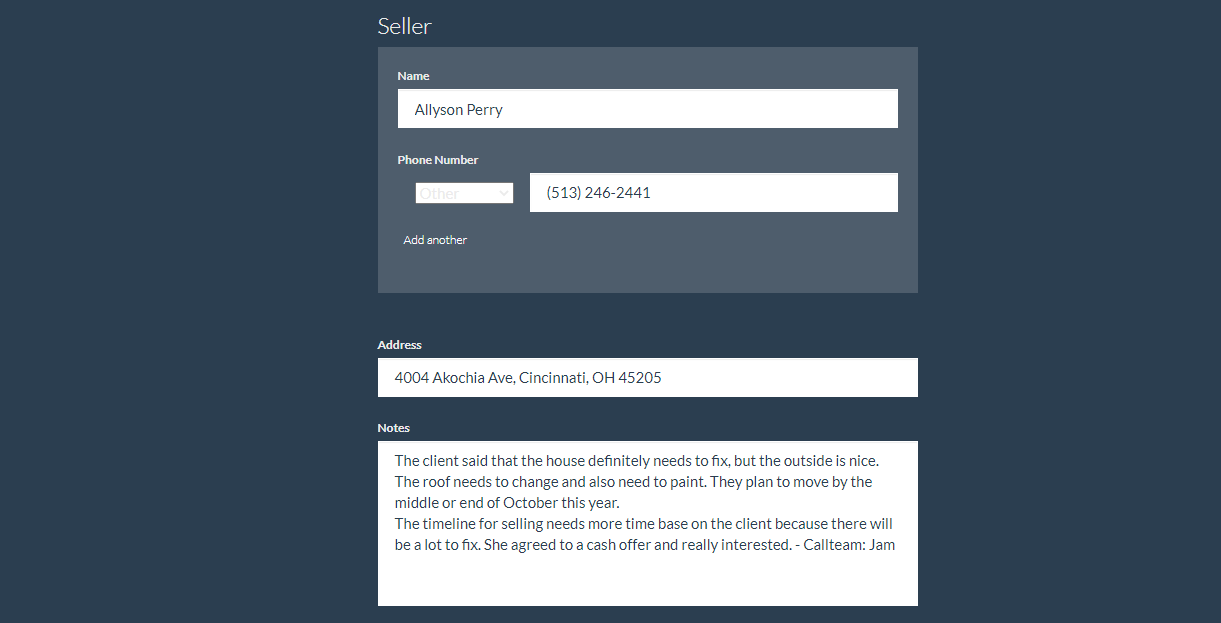 Seller
Name
Allyson Perry
Phone Number
Other
(513) 246-2441
Add another
Address
4004 Akochia Ave, Cincinnati, OH 45205
Notes
The client said that the house definitely needs to fix, but the outside is nice.
The roof needs to change and also need to paint. They plan to move by the
middle or end of October this year.
The timeline for selling needs more time base on the client because there will
be a lot to fix. She agreed to a cash offer and really interested. - Callteam: Jam